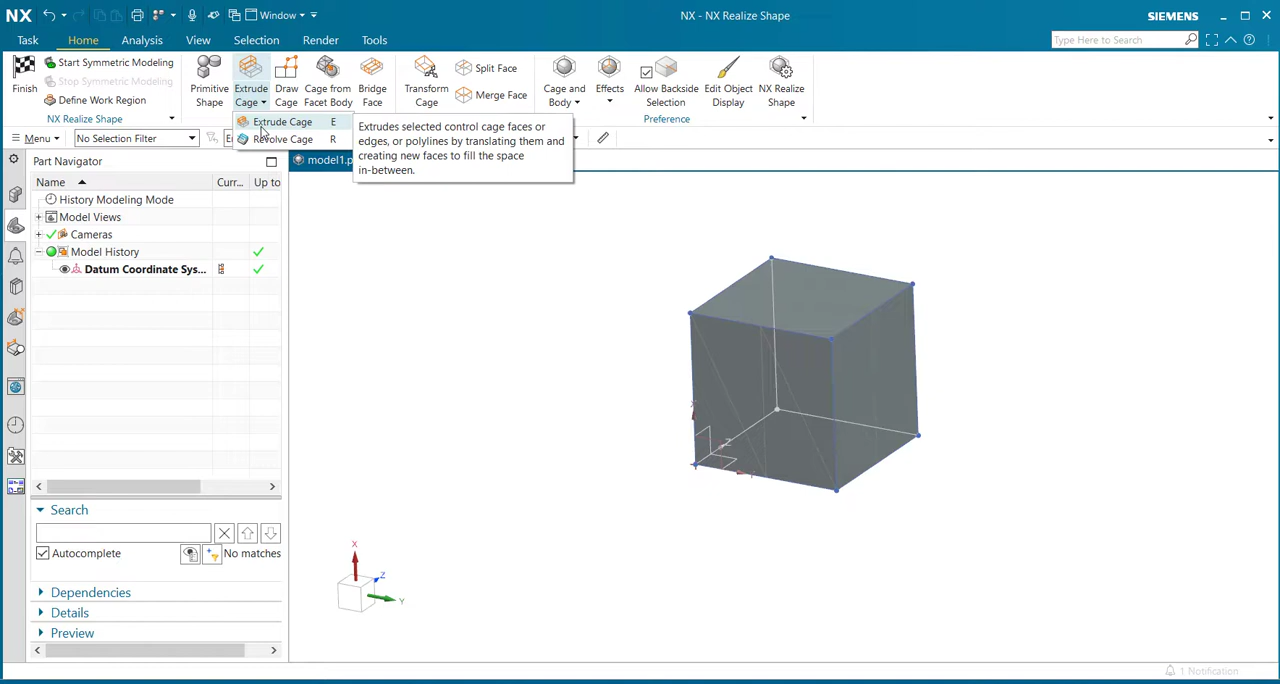 NX
Window
NX - NX Realize Shape
SIEMENS
Task
Home
Analysis
View
Selection
Render
Tools
Type Here to Search
Finish
Start Symmetric Modeling
Stop Symmetric Modeling
Define Work Region
NX Realize Shape
Primitive
Shape
Extrude
Cage
Draw
Cage
Cage from
Facet Body
Bridge
Face
Transform
Cage
Split Face
Merge Face
Cage and
Body
Effects
Allow Backside
Selection
Edit Object
Display
NX Realize
Shape
Preference
Menu
No Selection Filter
Extrude Cage E
Revolve Cage R
Extrudes selected control cage faces or
edges, or polylines by translating them and
creating new faces to fill the space
in-between.
model1.p
Part Navigator
Name
Curr...
Up to
History Modeling Mode
Model Views
Cameras
Model History
Datum Coordinate Sys...
Search
Autocomplete
No matches
Dependencies
Details
Preview
X
Z
Y
X
Z
Y
1 Notification